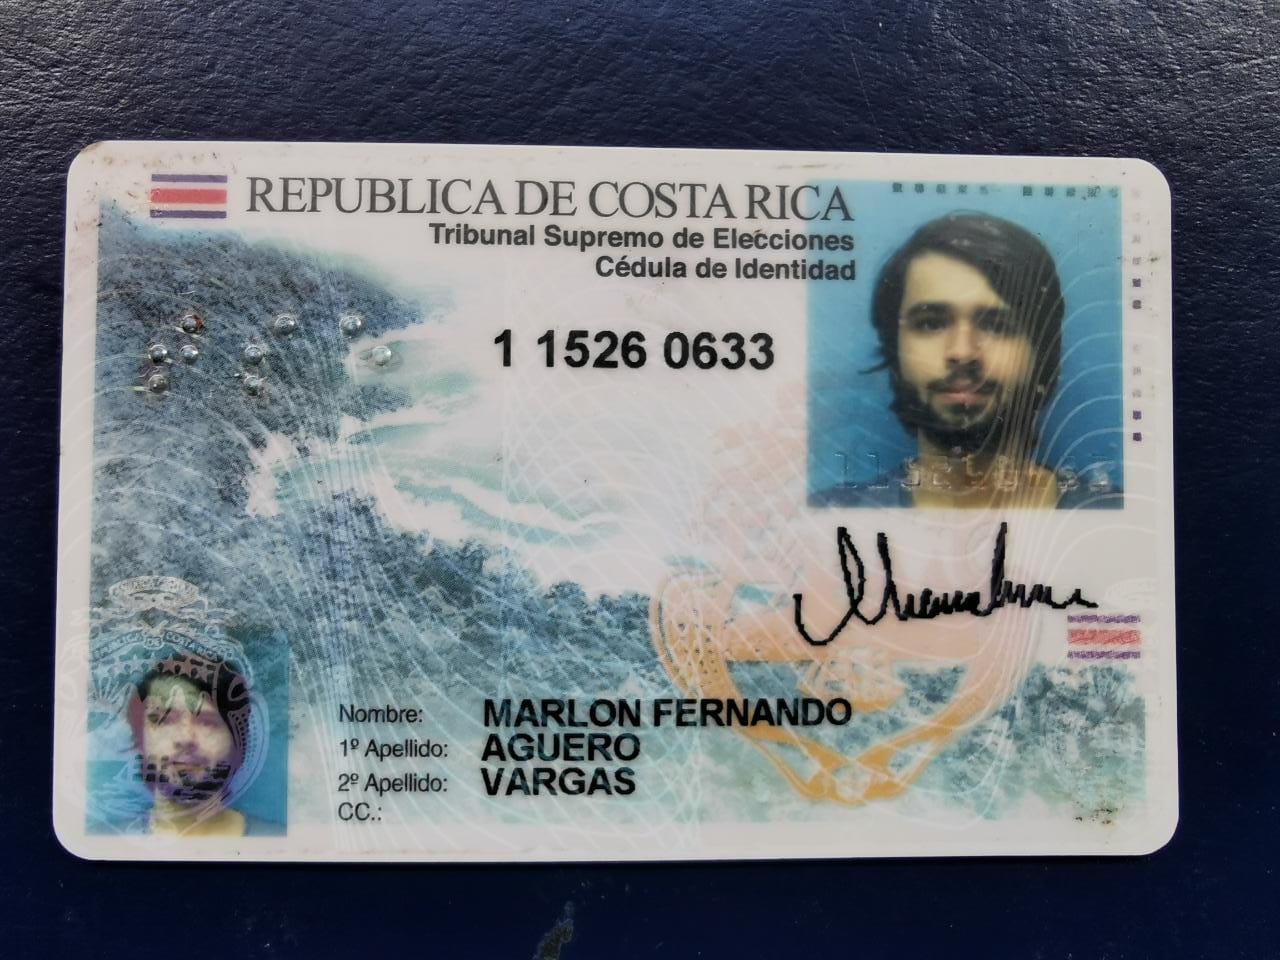 REPUBLICA DE COSTA RICA
Tribunal Supremo de Elecciones
Cédula de Identidad
1 1526 0633
Nombre: MARLON FERNANDO
1º Apellido: AGUERO
2º Apellido: VARGAS
CC.: